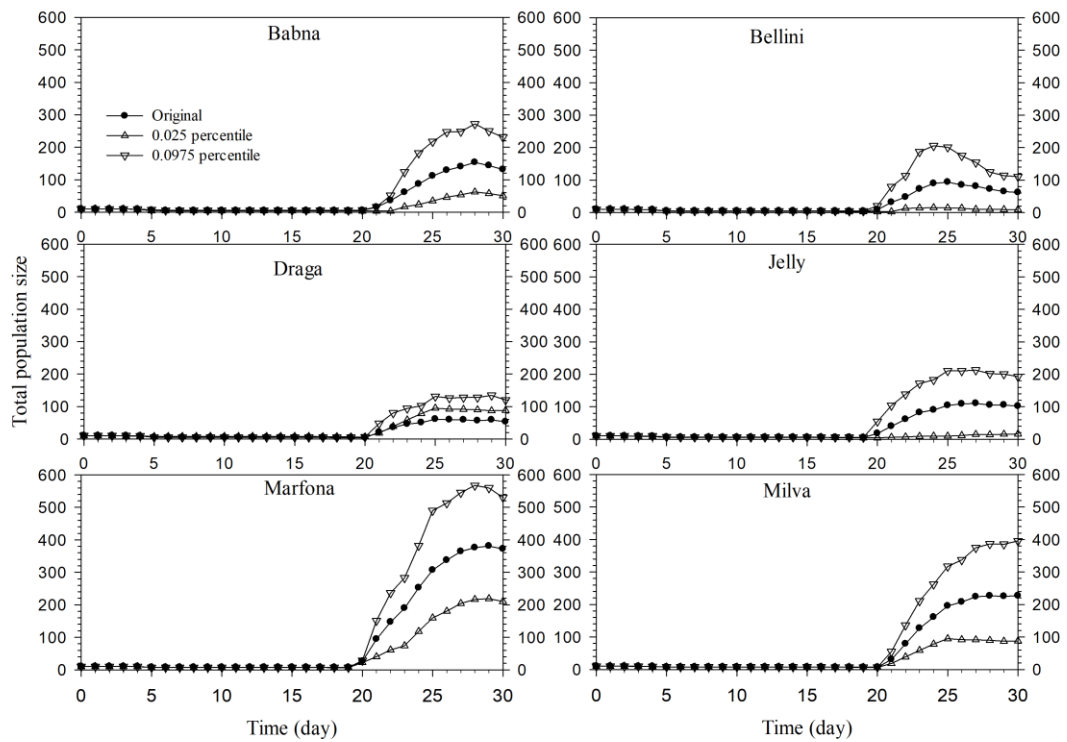 Total population size
Babna
Original
0.025 percentile
0.0975 percentile
600 500 400 300 200 100 0
600 500 400 300 200 100 0
0 5 10 15 20 25 30
Bellini
600 500 400 300 200 100 0
600 500 400 300 200 100 0
0 5 10 15 20 25 30
Draga
600 500 400 300 200 100 0
600 500 400 300 200 100 0
0 5 10 15 20 25 30
Jelly
600 500 400 300 200 100 0
600 500 400 300 200 100 0
0 5 10 15 20 25 30
Marfona
600 500 400 300 200 100 0
600 500 400 300 200 100 0
0 5 10 15 20 25 30
Time (day)
Milva
600 500 400 300 200 100 0
600 500 400 300 200 100 0
0 5 10 15 20 25 30
Time (day)